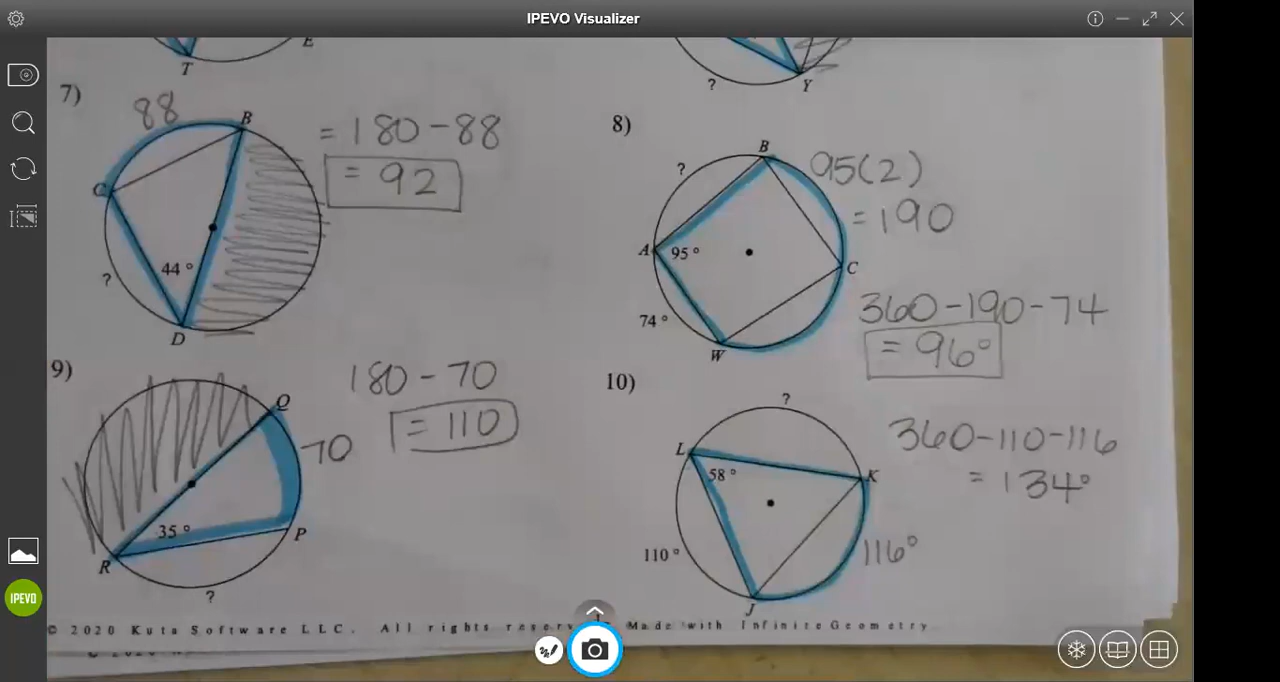 IPEVO Visualizer
T
E
?
Y
7)
88
B
C
44°
?
D
= 180 - 88
= 92
8)
B
?
A
95°
C
74°
W
95(2)
= 190
360-190-74
= 96°
9)
Q
70
35°
P
R
?
180 - 70
= 110
10)
?
L
58°
K
110°
116°
J
360-110-116
= 134°
© 2020 Kuta Software LLC. All rights reser Made with Infinite Geometry
IPEVO